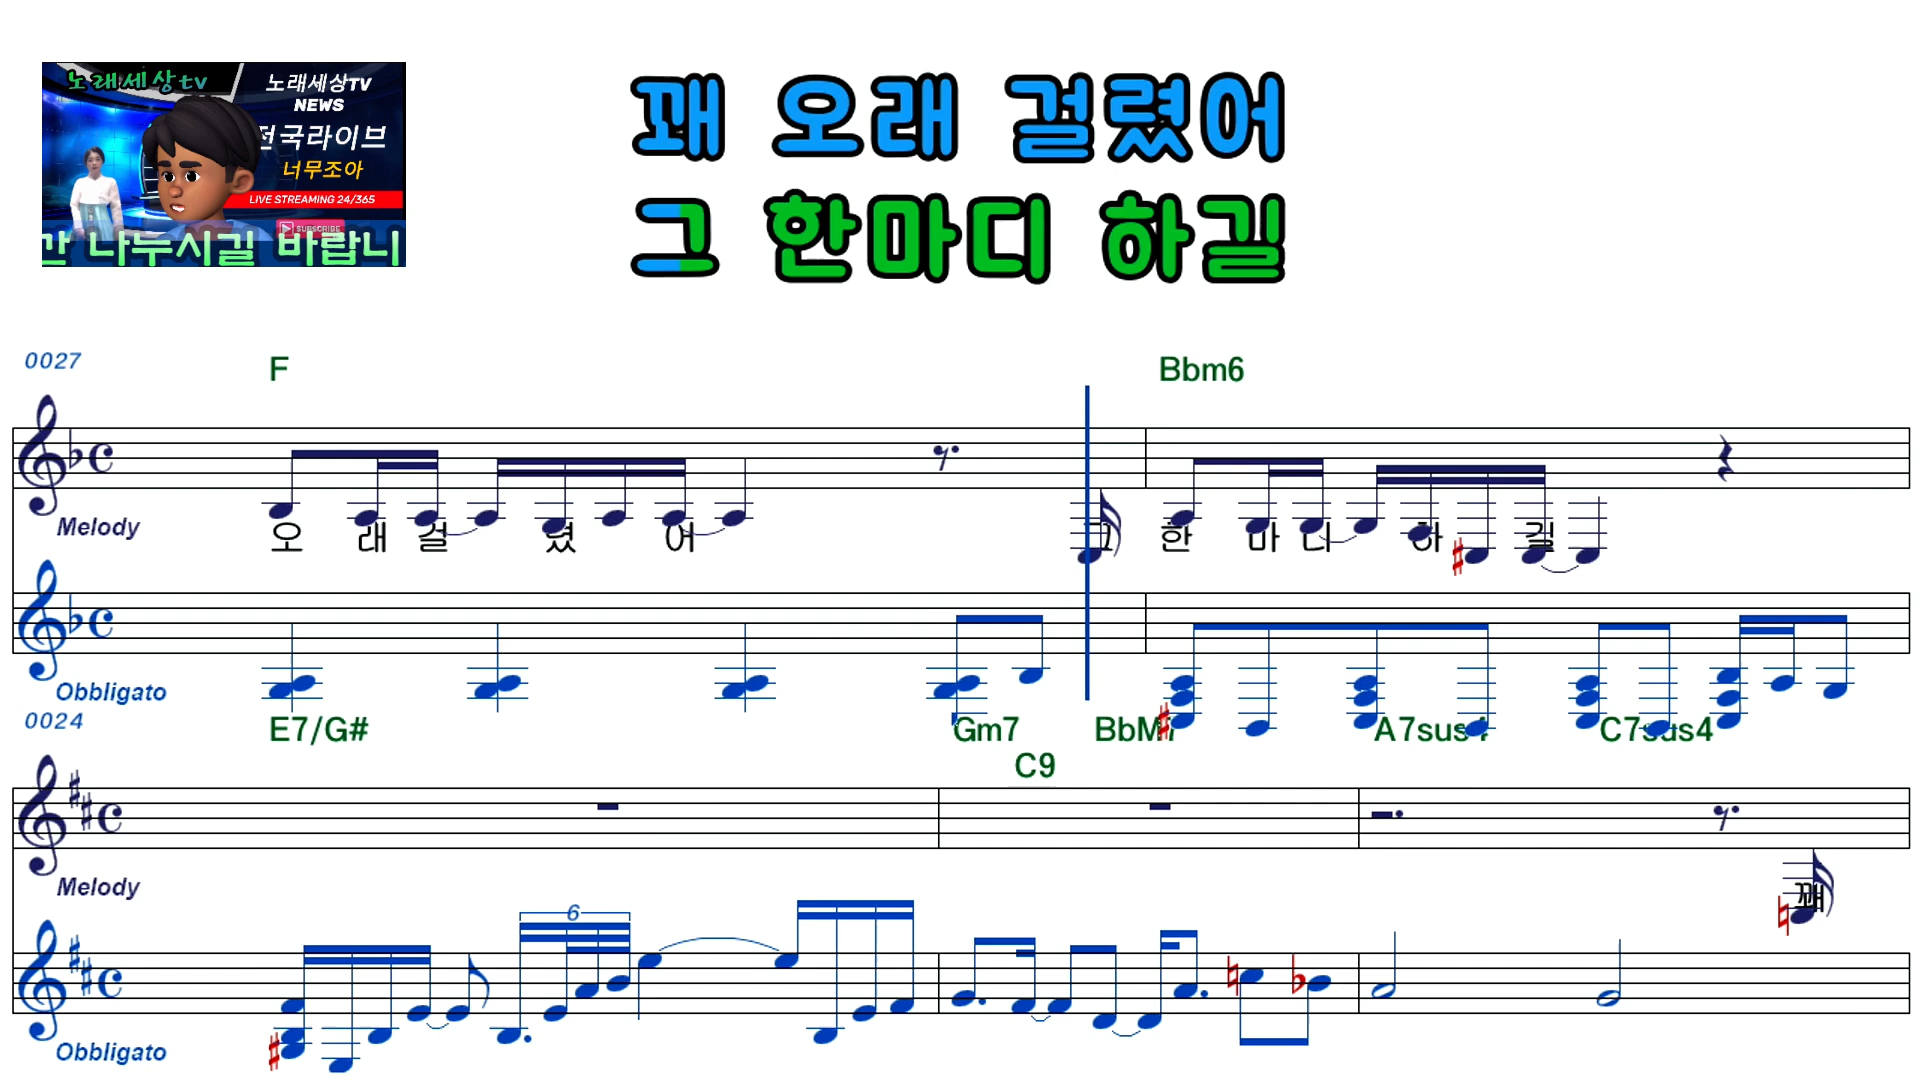 노래세상tv
노래세상TV
NEWS
전국라이브
너무조아
LIVE STREAMING 24/365
SUBSCRIBE
나누시길 바랍니
꽤 오래 걸렸어
그 한마디 하길
0027
F
Bbm6
Melody
오 래 걸 렸 어 그 한 마 디 하 길
Obbligato
0024
E7/G#
Gm7
C9
A7sus4
C7sus4
Melody
꽤
6
Obbligato